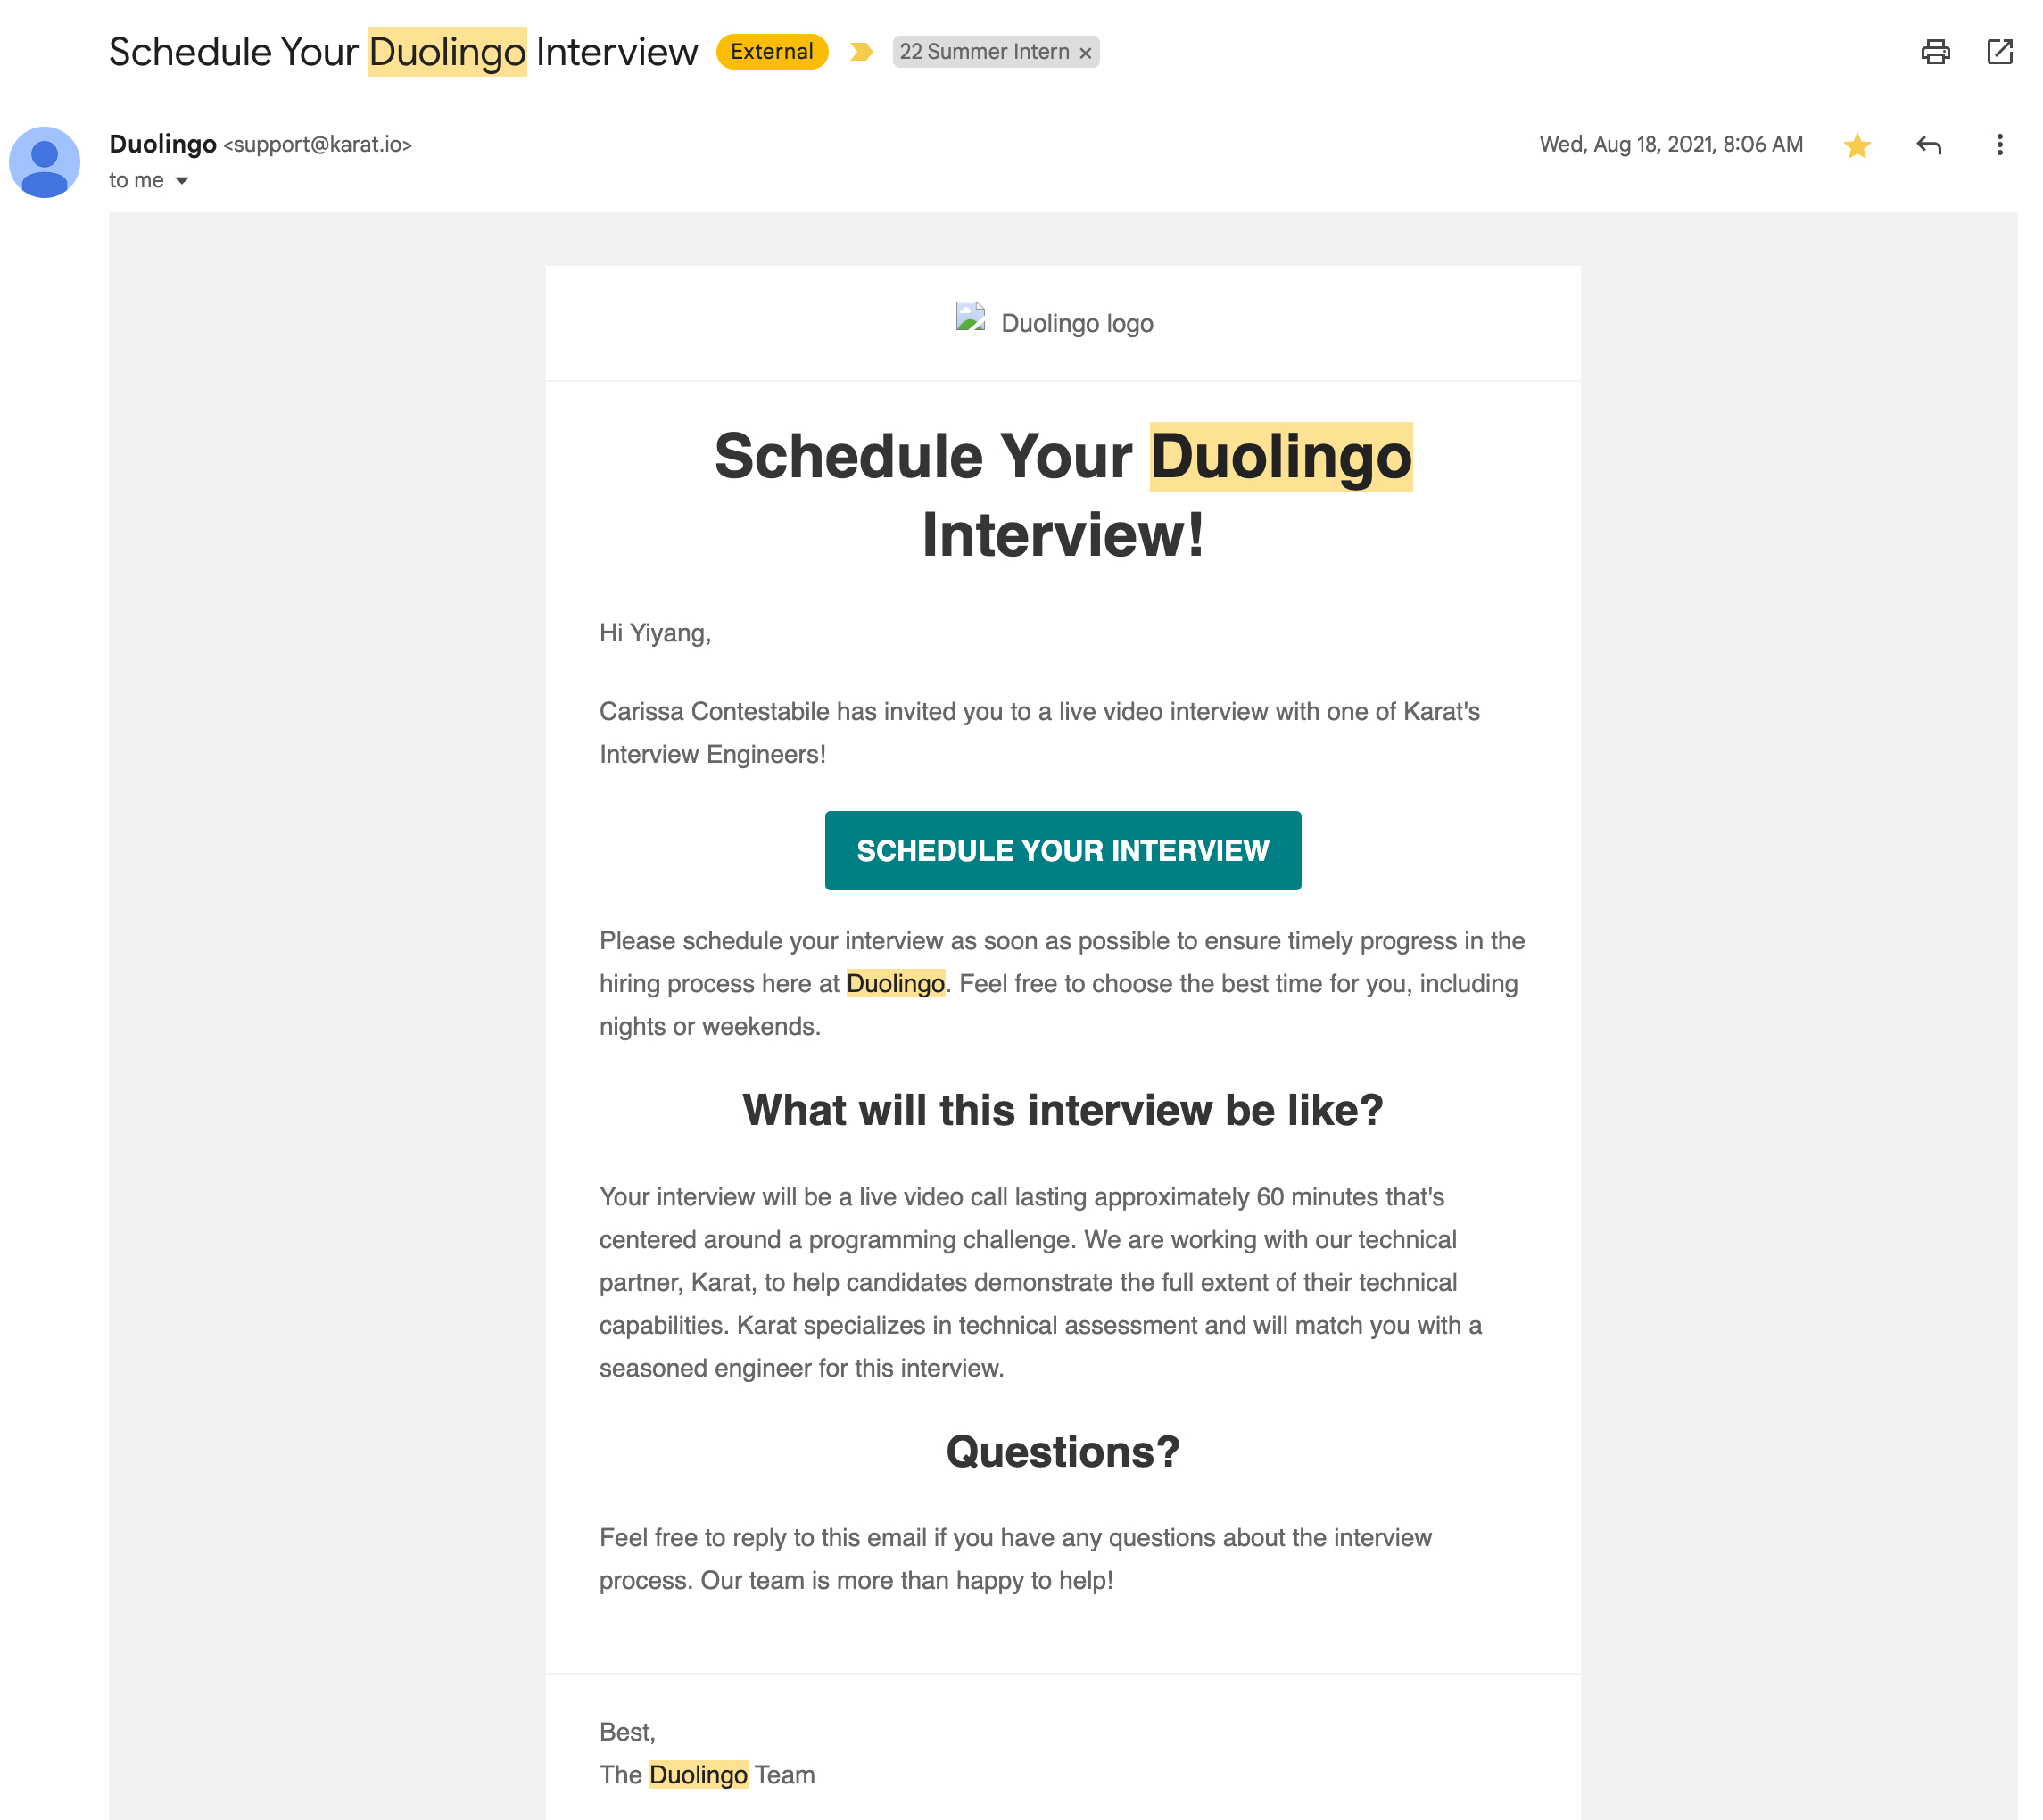 Schedule Your Duolingo Interview External 22 Summer Intern ×
Duolingo <support@karat.io> Wed, Aug 18, 2021, 8:06 AM
to me
Duolingo logo
Schedule Your Duolingo
Interview!
Hi Yiyang,
Carissa Contestabile has invited you to a live video interview with one of Karat's
Interview Engineers!
SCHEDULE YOUR INTERVIEW
Please schedule your interview as soon as possible to ensure timely progress in the
hiring process here at Duolingo. Feel free to choose the best time for you, including
nights or weekends.
What will this interview be like?
Your interview will be a live video call lasting approximately 60 minutes that's
centered around a programming challenge. We are working with our technical
partner, Karat, to help candidates demonstrate the full extent of their technical
capabilities. Karat specializes in technical assessment and will match you with a
seasoned engineer for this interview.
Questions?
Feel free to reply to this email if you have any questions about the interview
process. Our team is more than happy to help!
Best,
The Duolingo Team